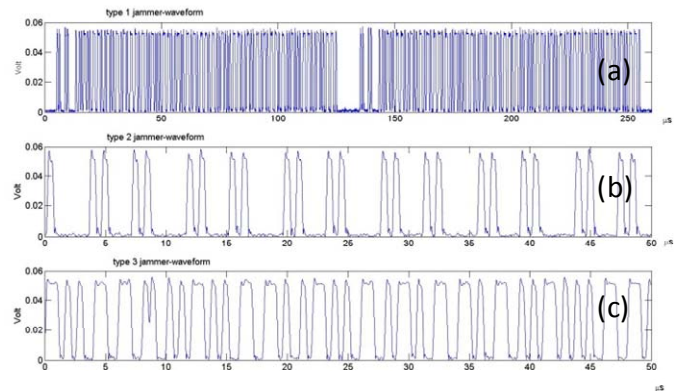 type 1 jammer-waveform
0.06
0.04
0.02
0
Volt
(a)
0 50 100 150 200 250 µs
type 2 jammer-waveform
0.06
0.04
0.02
0
Volt
(b)
0 5 10 15 20 25 30 35 40 45 50 60 µs
type 3 jammer-waveform
0.06
0.04
0.02
0
Volt
(c)
0 5 10 15 20 25 30 35 40 45 50
µs